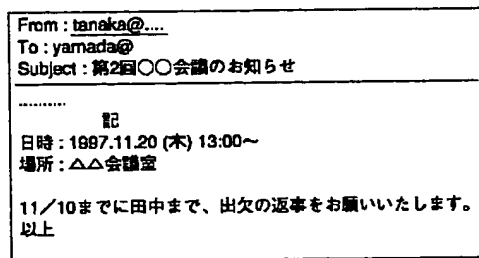 From : tanaka@....
To : yamada@
Subject : 第2回〇〇会議のお知らせ
..........
記
日時 : 1997.11.20 (木) 13:00～
場所 : △△会議室
11／10までに田中まで、出欠の返事をお願いいたします。
以上